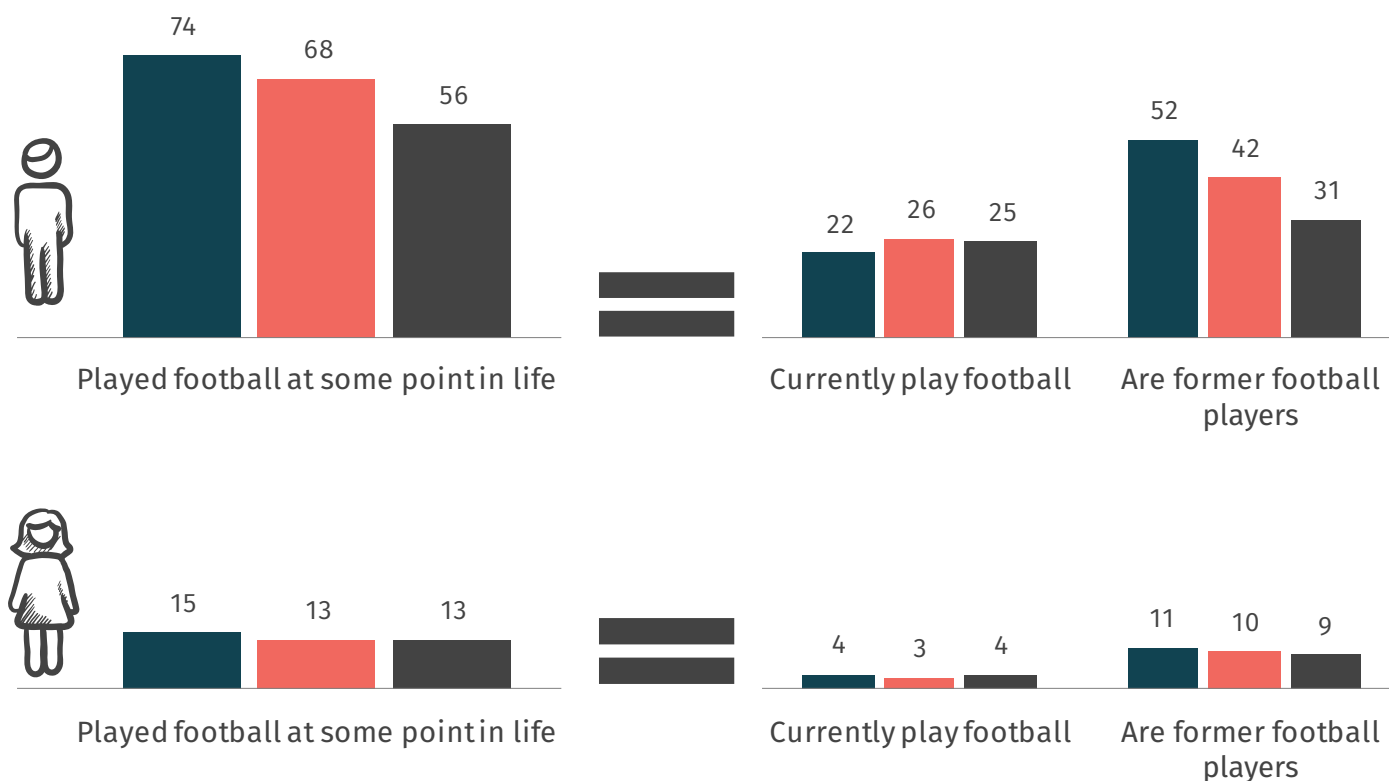 74
68
56
22
26
25
52
42
31
Played football at some point in life
Currently play football
Are former football
players
15
13
13
4
3
4
11
10
9
Played football at some point in life
Currently play football
Are former football
players